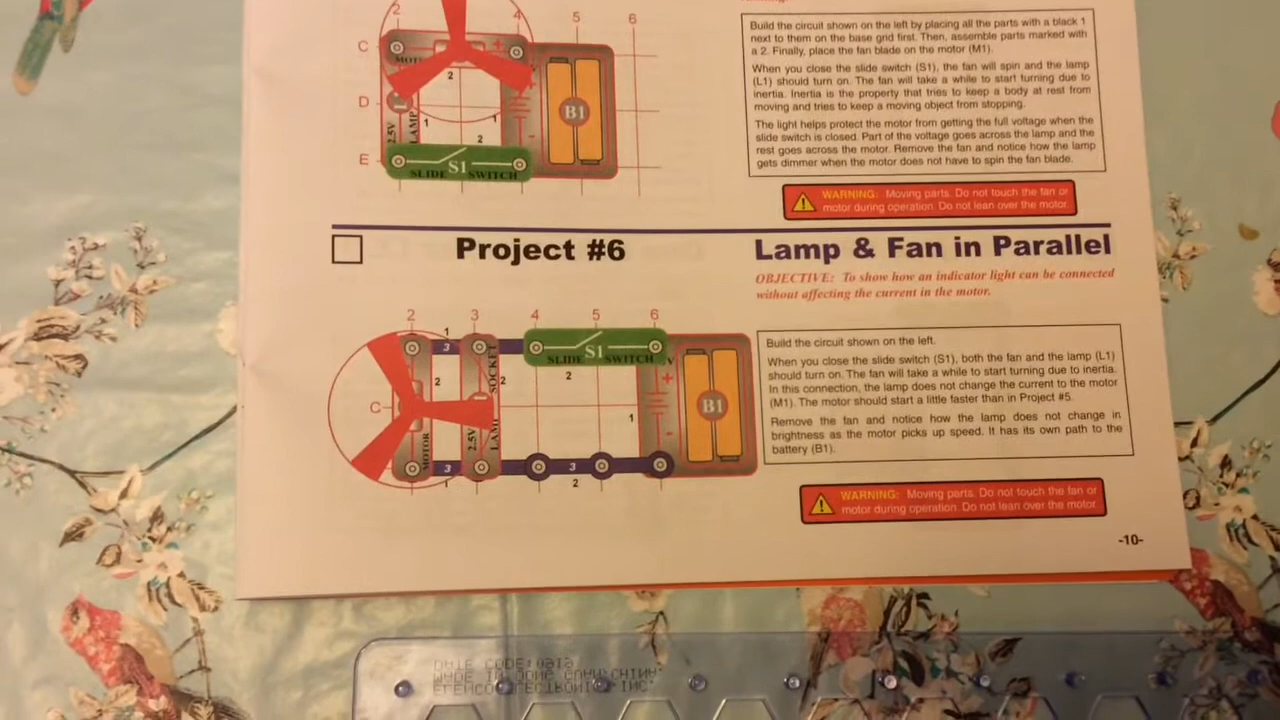 2 4 5 6
C
MOTOR
2
D
B1
1
1
2.5V
LAMP
2
E
S1
SLIDE SWITCH
Build the circuit shown on the left by placing all the parts with a black 1
next to them on the base grid first. Then, assemble parts marked with
a 2. Finally, place the fan blade on the motor (M1).
When you close the slide switch (S1), the fan will spin and the lamp
(L1) should turn on. The fan will take a while to start turning due to
inertia. Inertia is the property that tries to keep a body at rest from
moving and tries to keep a moving object from stopping.
The light helps protect the motor from getting the full voltage when the
slide switch is closed. Part of the voltage goes across the lamp and the
rest goes across the motor. Remove the fan and notice how the lamp
gets dimmer when the motor does not have to spin the fan blade.
WARNING: Moving parts. Do not touch the fan or
motor during operation. Do not lean over the motor.
Project #6
Lamp & Fan in Parallel
OBJECTIVE: To show how an indicator light can be connected
without affecting the current in the motor.
2 3 4 5 6
1
3
S1
SLIDE SWITCH
SOCKET
2 2 2
+
C
1
B1
-
MOTOR
2.5V
LAMP
3 3
1 2
Build the circuit shown on the left.
When you close the slide switch (S1), both the fan and the lamp (L1)
should turn on. The fan will take a while to start turning due to inertia.
In this connection, the lamp does not change the current to the motor
(M1). The motor should start a little faster than in Project #5.
Remove the fan and notice how the lamp does not change in
brightness as the motor picks up speed. It has its own path to the
battery (B1).
WARNING: Moving parts. Do not touch the fan or
motor during operation. Do not lean over the motor
-10-
DATE CODE:0919
MADE IN DONG GUAN, CHINA.
ELENCO ELECTRONICS INC.